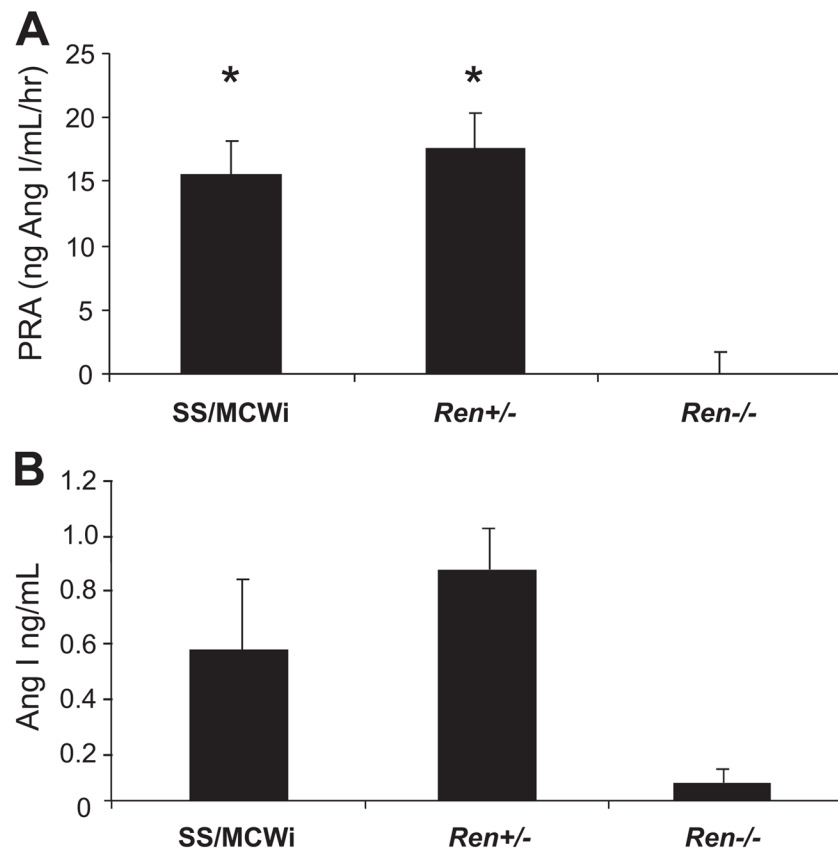 A
PRA (ng Ang I/mL/hr)
25
20
15
10
5
0
*
*
SS/MCWi
Ren+/-
Ren-/-
B
Ang I ng/mL
1.2
1.0
0.8
0.6
0.4
0.2
0
SS/MCWi
Ren+/-
Ren-/-